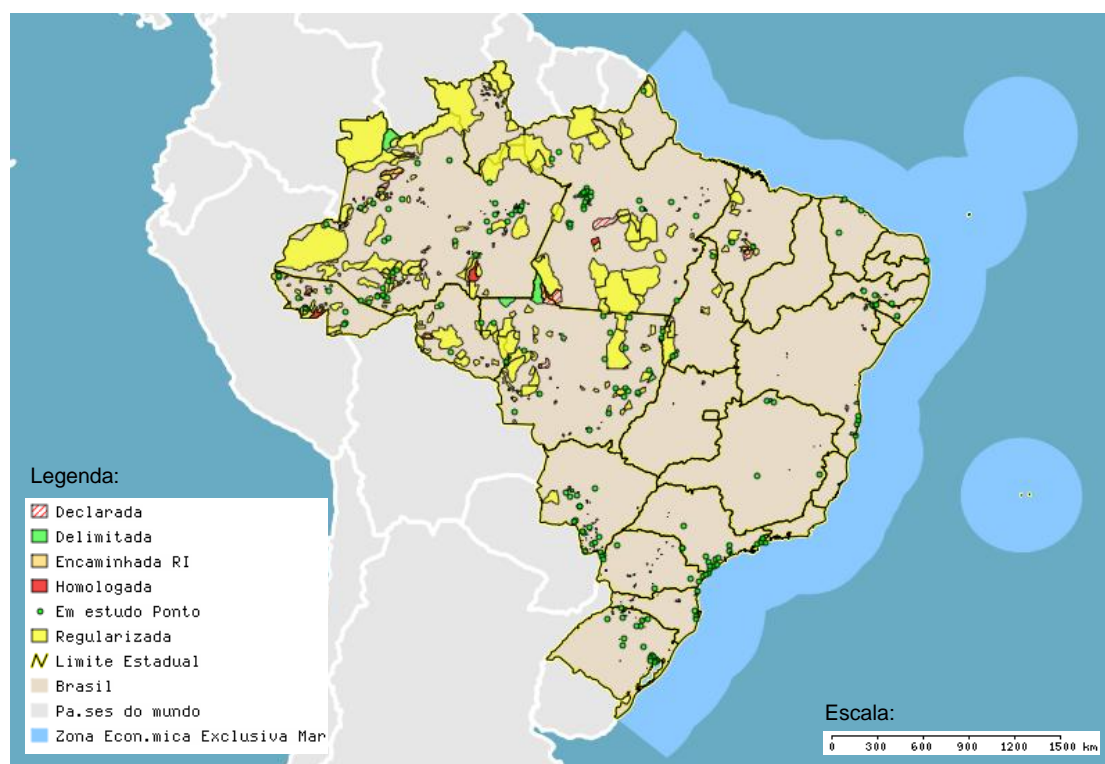 Legenda:
Declarada
Delimitada
Encaminhada RI
Homologada
Em estudo Ponto
Regularizada
Limite Estadual
Brasil
Pa.ses do mundo
Zona Econ.mica Exclusiva Mar
Escala:
0 300 600 900 1200 1500 km